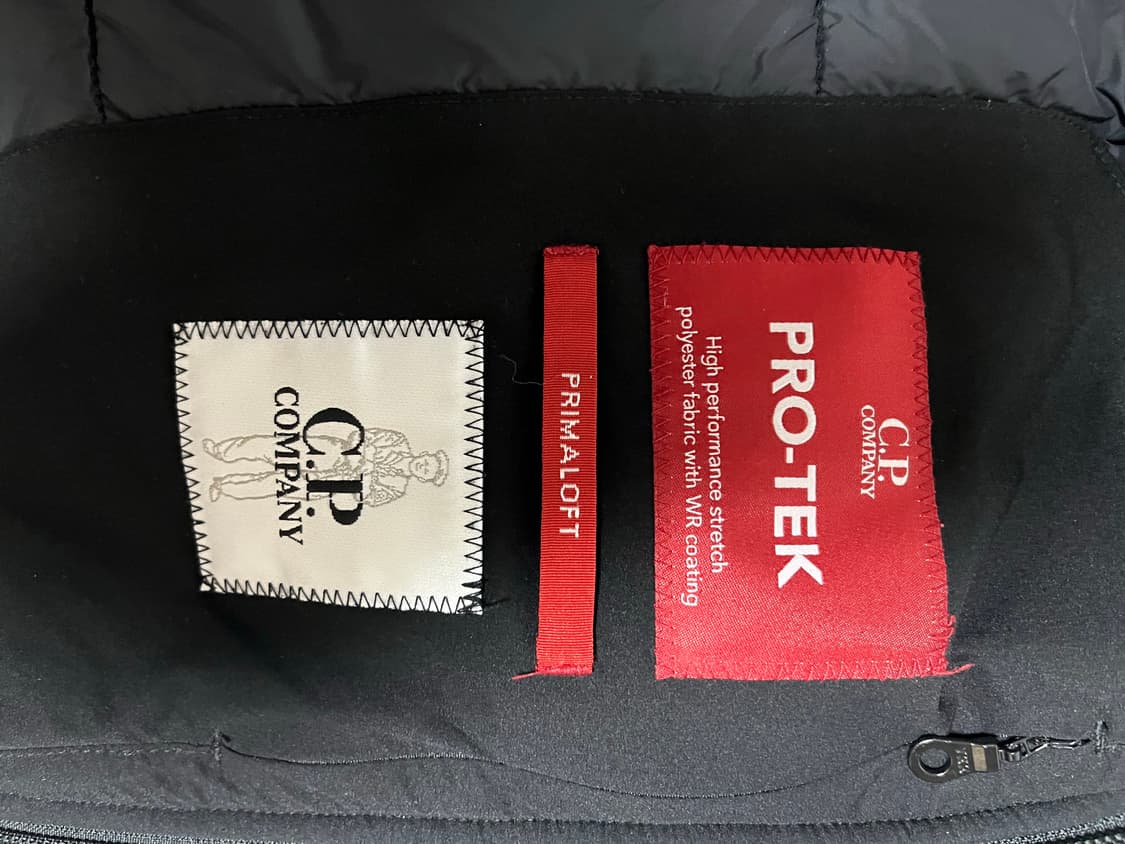 C.P.
COMPANY
PRO-TEK
High performance stretch
polyester fabric with WR coating
PRIMALOFT
C.P.
COMPANY